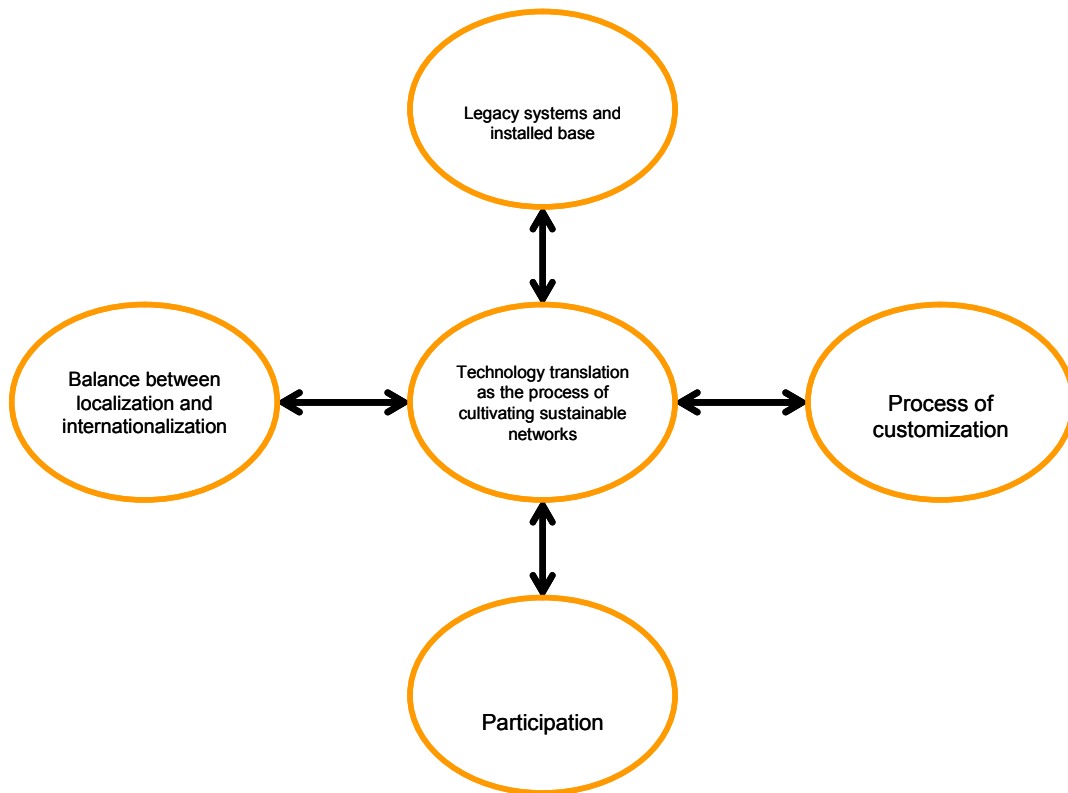 Legacy systems and
installed base
Balance between
localization and
internationalization
Technology translation
as the process of
cultivating sustainable
networks
Process of
customization
Participation